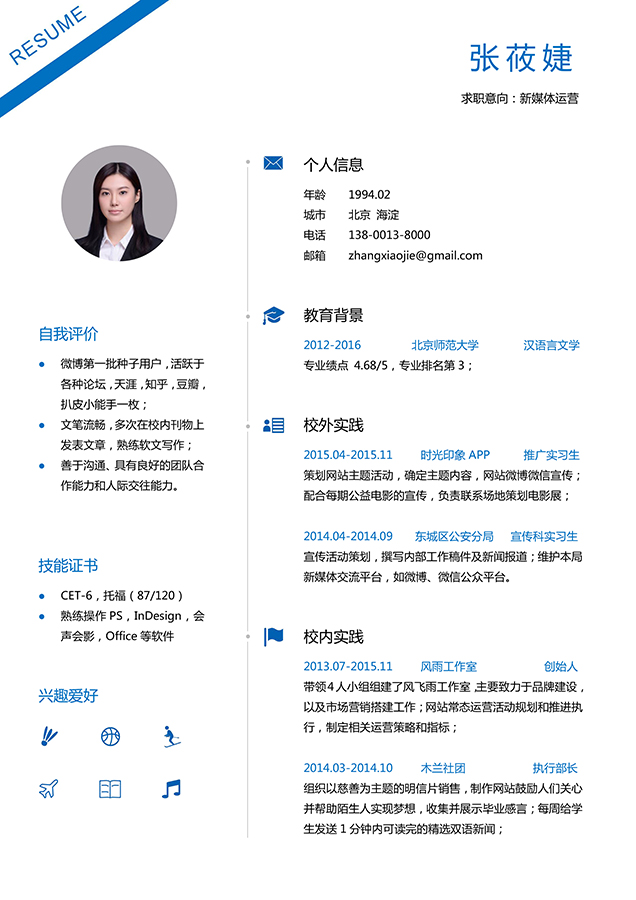 RESUME
张莜婕
求职意向：新媒体运营
自我评价
微博第一批种子用户，活跃于
各种论坛，天涯，知乎，豆瓣，
扒皮小能手一枚；
文笔流畅，多次在校内刊物上
发表文章，熟练软文写作；
善于沟通、具有良好的团队合
作能力和人际交往能力。
技能证书
CET-6，托福（87/120）
熟练操作 PS，InDesign，会
声会影，Office 等软件
兴趣爱好
个人信息
年龄 1994.02
城市 北京 海淀
电话 138-0013-8000
邮箱 zhangxiaojie@gmail.com
教育背景
2012-2016 北京师范大学 汉语言文学
专业绩点 4.68/5，专业排名第 3；
校外实践
2015.04-2015.11 时光印象 APP 推广实习生
策划网站主题活动，确定主题内容，网站微博微信宣传；
配合每期公益电影的宣传，负责联系场地策划电影展；
2014.04-2014.09 东城区公安分局 宣传科实习生
宣传活动策划，撰写内部工作稿件及新闻报道；维护本局
新媒体交流平台，如微博、微信公众平台。
校内实践
2013.07-2015.11 风雨工作室 创始人
带领 4 人小组组建了风飞雨工作室，主要致力于品牌建设，
以及市场营销搭建工作；网站常态运营活动规划和推进执
行，制定相关运营策略和指标；
2014.03-2014.10 木兰社团 执行部长
组织以慈善为主题的明信片销售，制作网站鼓励人们关心
并帮助陌生人实现梦想，收集并展示毕业感言；每周给学
生发送 1 分钟内可读完的精选双语新闻；